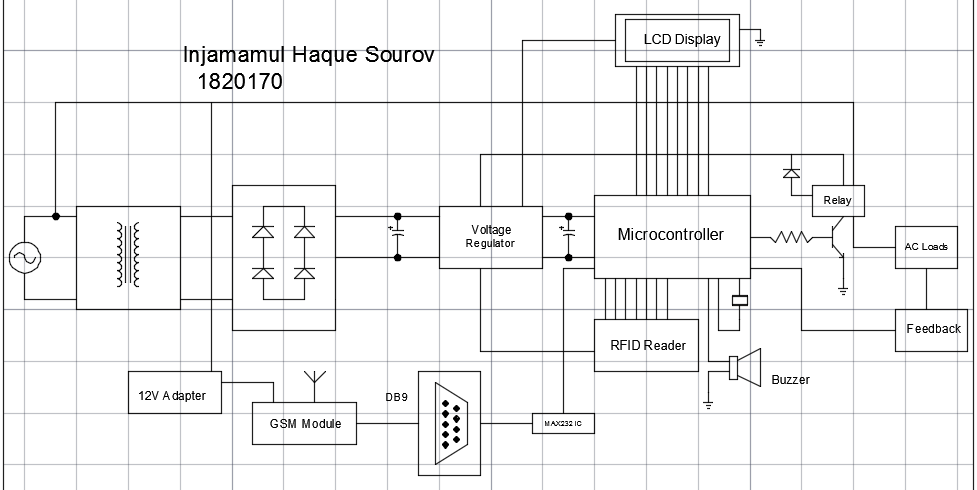 Injamamul Haque Sourov
1820170
LCD Display
Voltage
Regulator
Microcontroller
Relay
AC Loads
Feedback
RFID Reader
Buzzer
12V Adapter
GSM Module
DB9
MAX232 IC
+
+